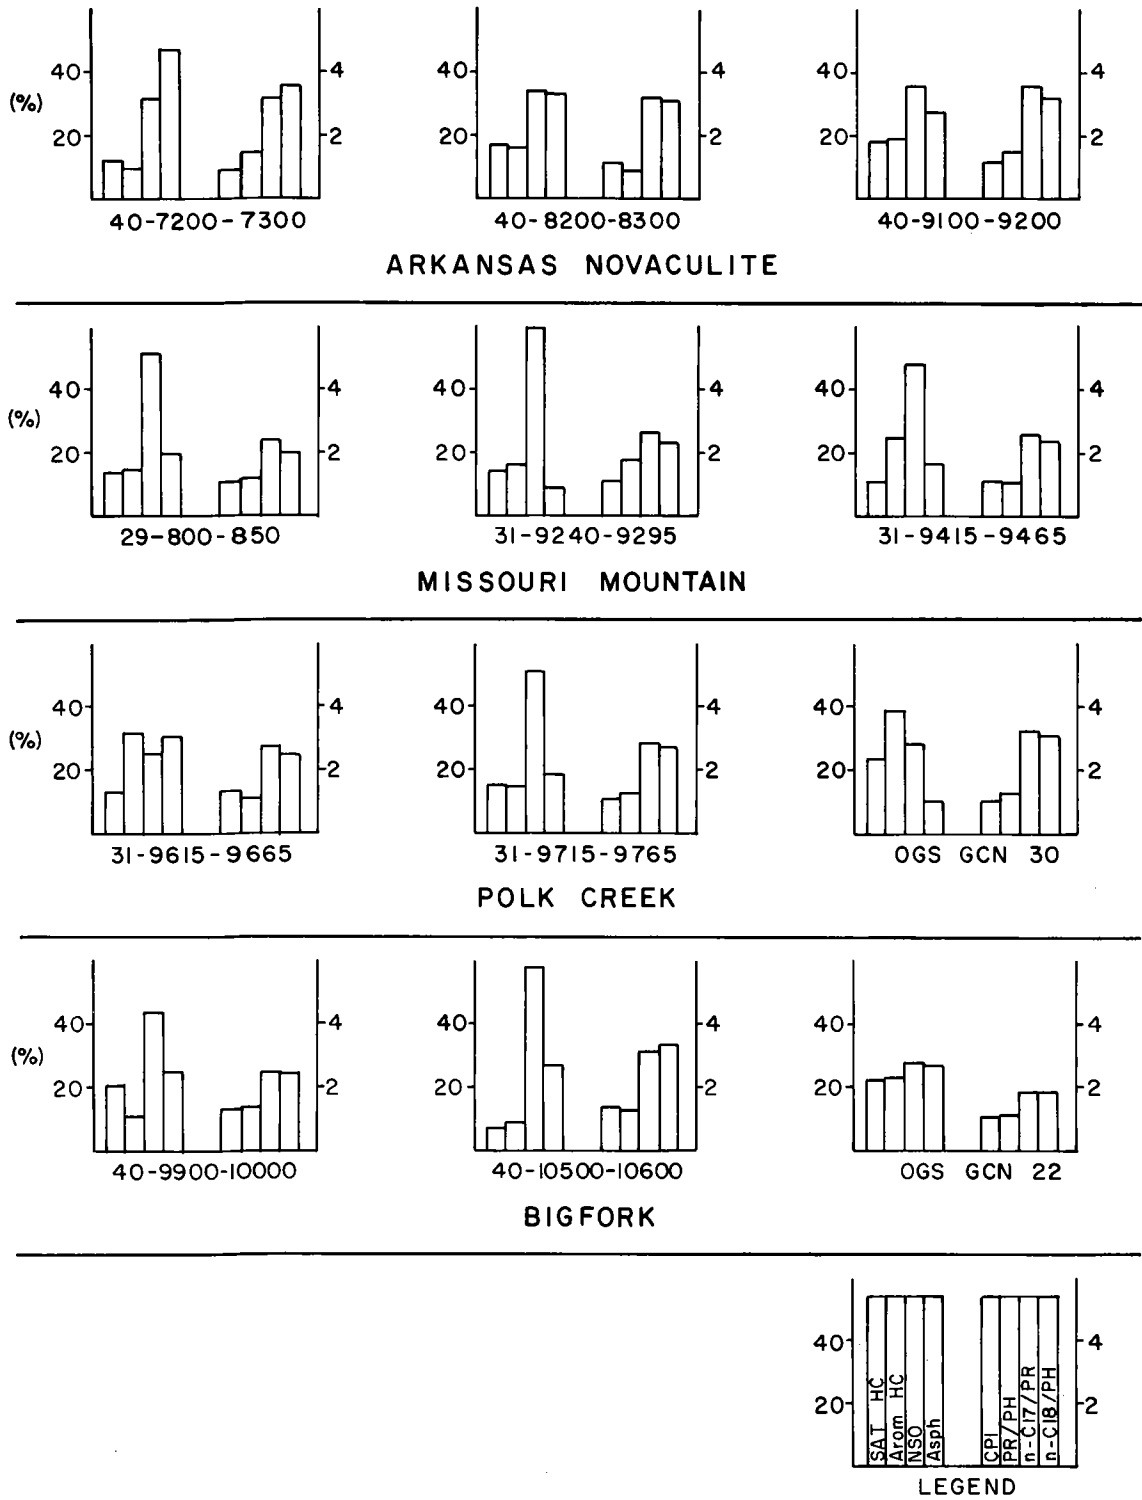 40 20 (%) 4 2 40 20 4 2 40 20 4 2
40-7200-7300 40-8200-8300 40-9100-9200
ARKANSAS NOVACULITE
40 20 (%) 4 2 40 20 4 2 40 20 4 2
29-800-850 31-9240-9295 31-9415-9465
MISSOURI MOUNTAIN
40 20 (%) 4 2 40 20 4 2 40 20 4 2
31-9615-9665 31-9715-9765 OGS GCN 30
POLK CREEK
40 20 (%) 4 2 40 20 4 2 40 20 4 2
40-9900-10000 40-10500-10600 OGS GCN 22
BIGFORK
40 20 4 2
SAT HC
Arom HC
NSO
Asph
CPI
PR/PH
n-C17/PR
n-C18/PH
LEGEND